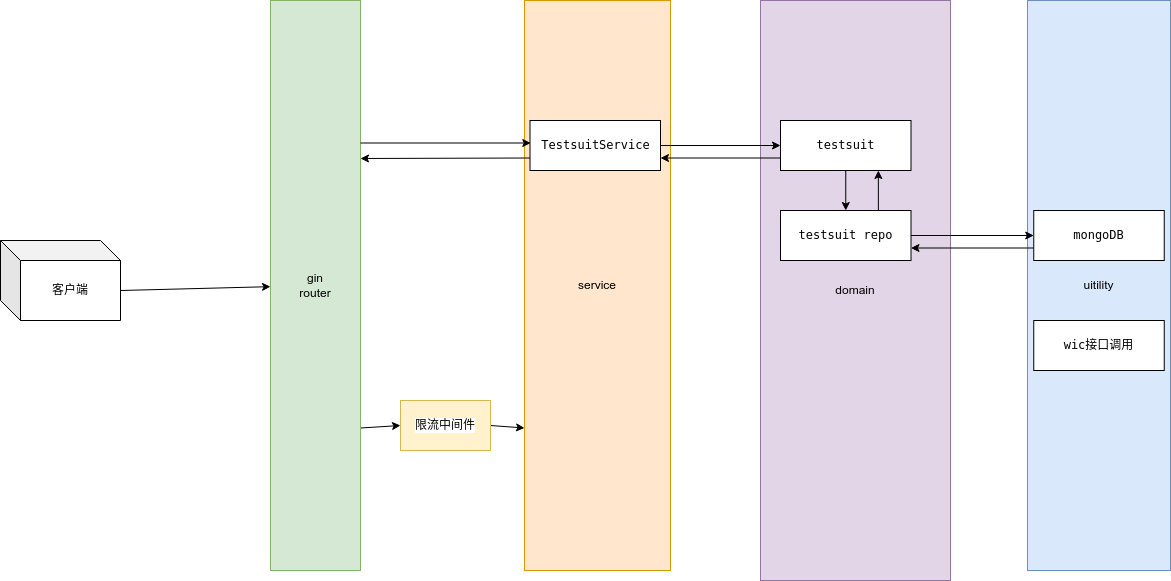 客户端
gin
router
TestsuitService
service
限流中间件
testsuit
testsuit repo
domain
mongoDB
uitility
wic接口调用